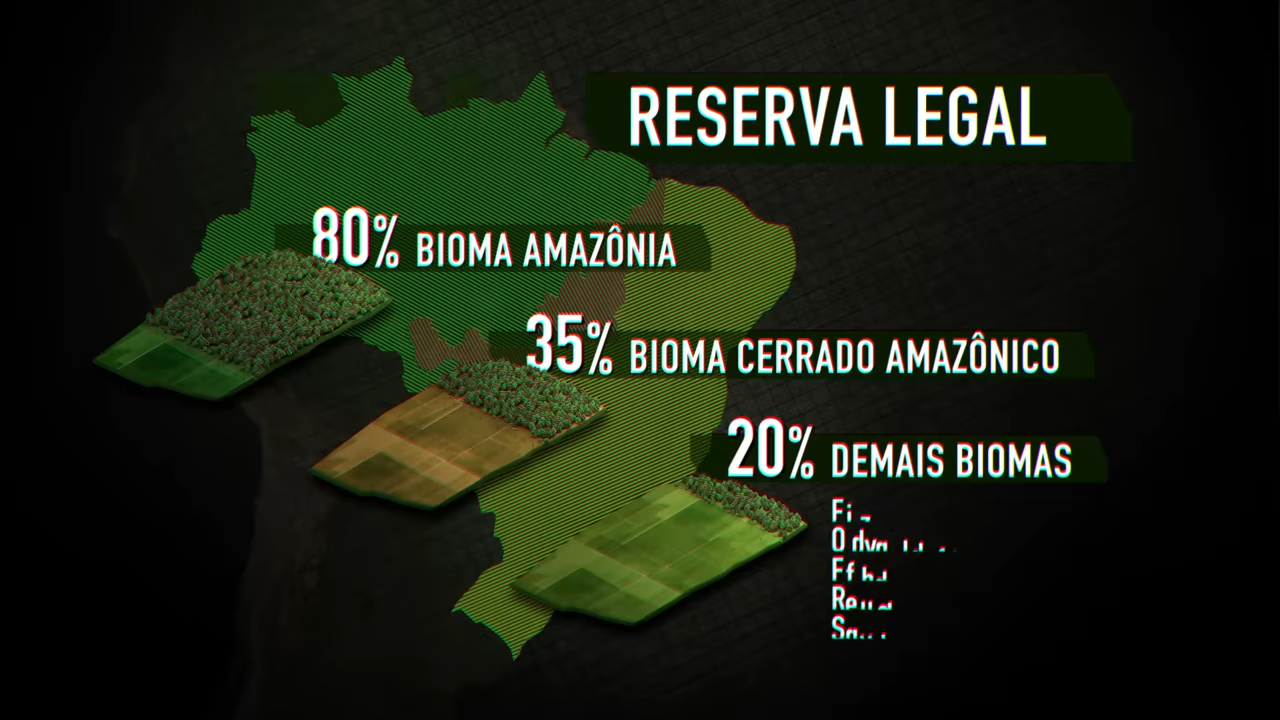 RESERVA LEGAL
80% BIOMA AMAZÔNIA
35% BIOMA CERRADO AMAZÔNICO
20% DEMAIS BIOMAS